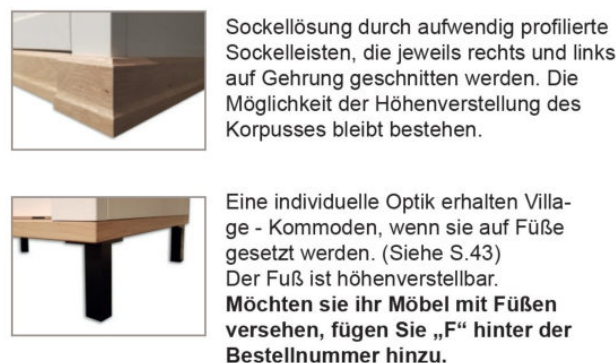 Sockellösung durch aufwendig profilierte
Sockelleisten, die jeweils rechts und links
auf Gehrung geschnitten werden. Die
Möglichkeit der Höhenverstellung des
Korpusses bleibt bestehen.
Eine individuelle Optik erhalten Villa-
ge - Kommoden, wenn sie auf Füße
gesetzt werden. (Siehe S.43)
Der Fuß ist höhenverstellbar.
Möchten sie ihr Möbel mit Füßen
versehen, fügen Sie „F“ hinter der
Bestellnummer hinzu.